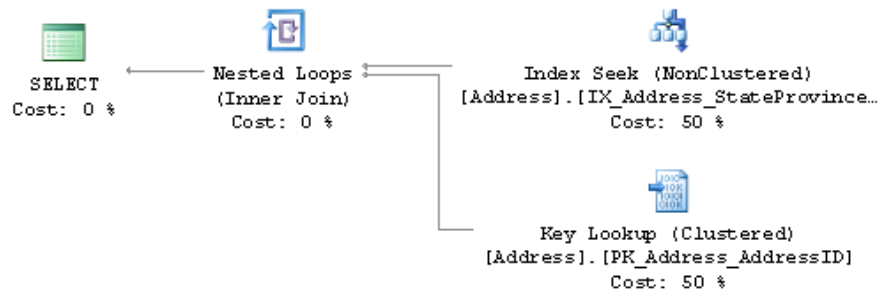 SELECT
Cost: 0 %
Nested Loops
(Inner Join)
Cost: 0 %
Index Seek (NonClustered)
[Address].[IX_Address_StateProvince…
Cost: 50 %
Key Lookup (Clustered)
[Address].[PK_Address_AddressID]
Cost: 50 %